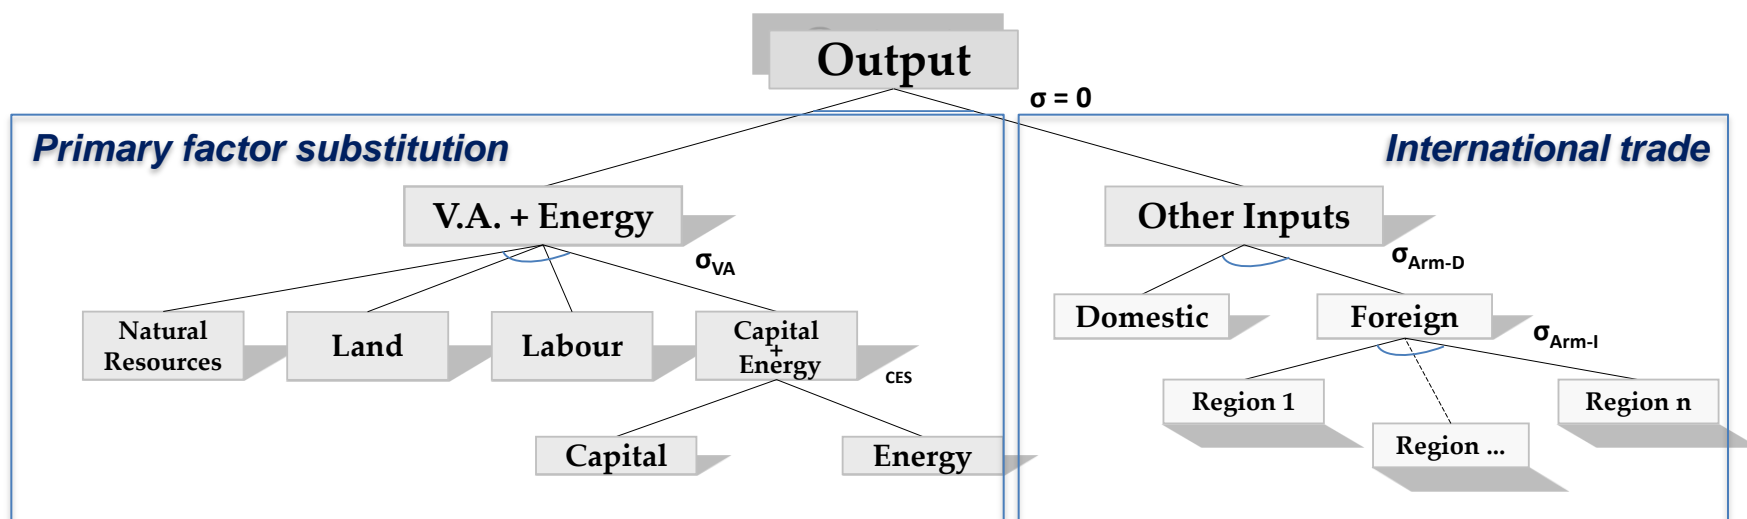 Output
σ = 0
Primary factor substitution
International trade
V.A. + Energy
Other Inputs
σVA
σArm-D
Natural
Resources
Land
Labour
Capital
+
Energy
CES
Domestic
Foreign
σArm-I
Region 1
Region ...
Region n
Capital
Energy